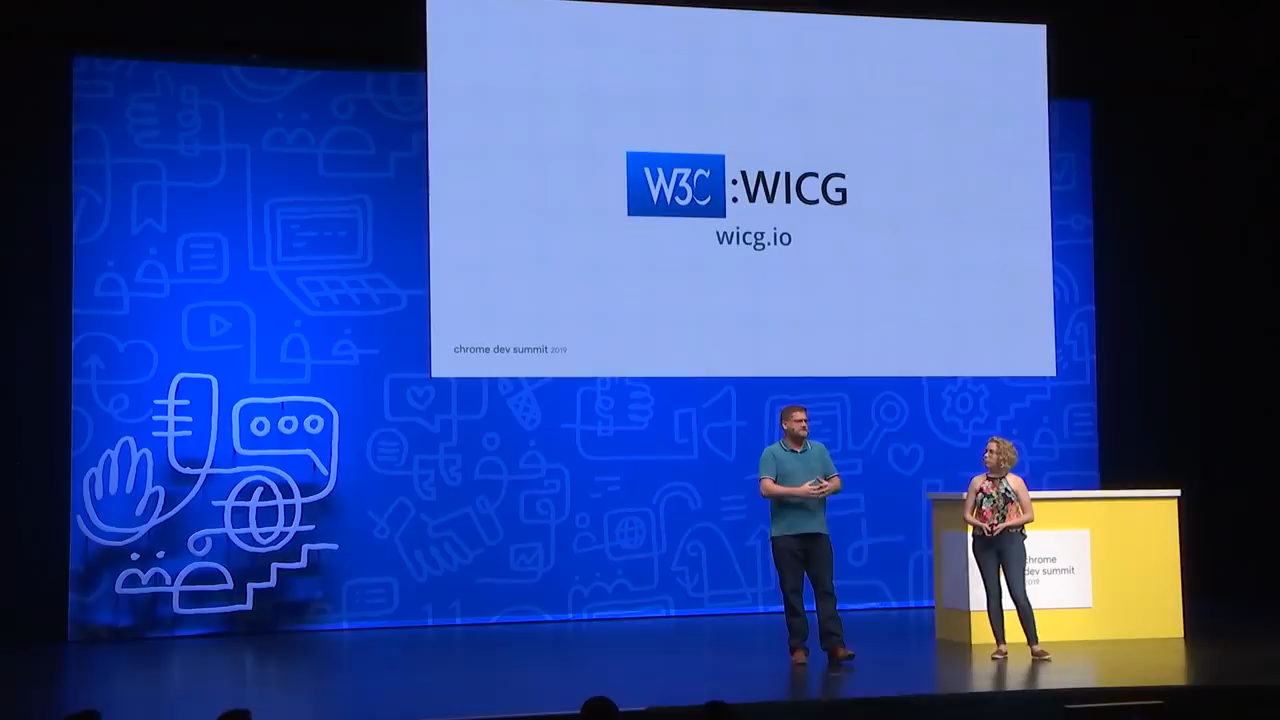 W3C :WICG
wicg.io
chrome dev summit 2019
chrome
dev summit
2019